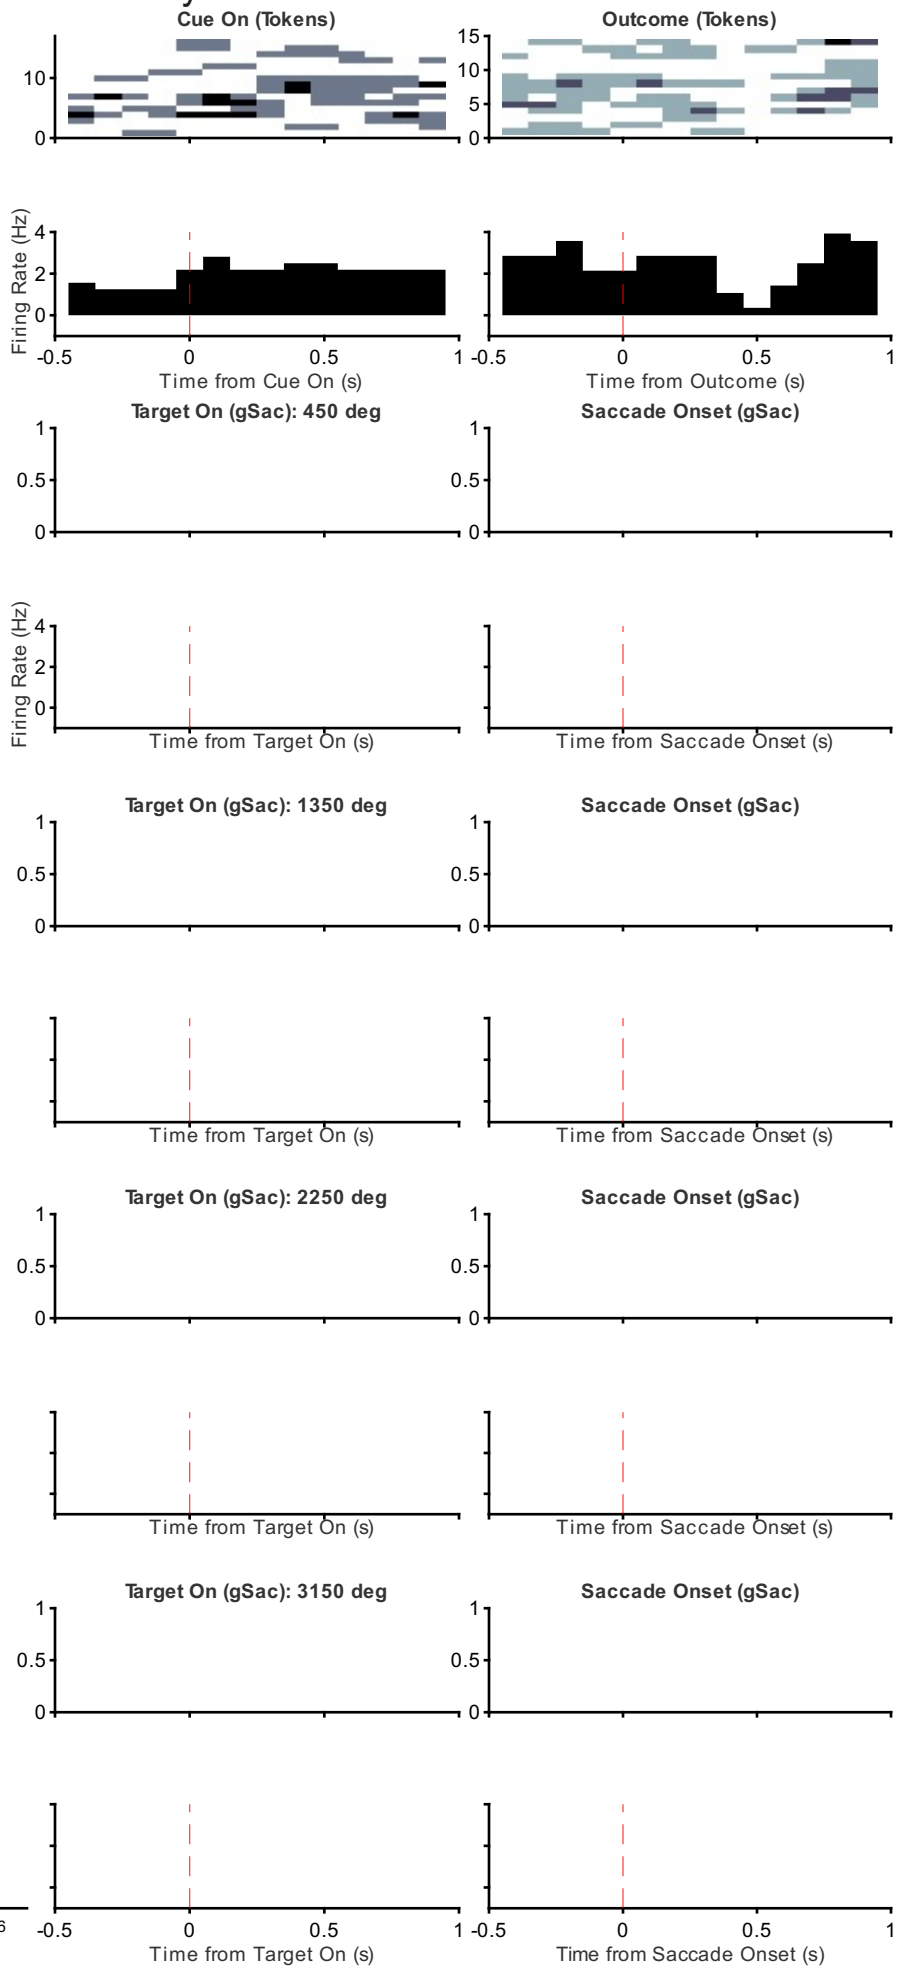 Cue On (Tokens) Outcome (Tokens)
10
0
15
10
5
0
Firing Rate (Hz)
4
2
0
-0.5 0 0.5 1 -0.5 0 0.5 1
Time from Cue On (s) Time from Outcome (s)
Target On (gSac): 450 deg Saccade Onset (gSac)
1 1
0.5 0.5
0 0
Firing Rate (Hz)
4
2
0
Time from Target On (s) Time from Saccade Onset (s)
Target On (gSac): 1350 deg Saccade Onset (gSac)
1 1
0.5 0.5
0 0
Time from Target On (s) Time from Saccade Onset (s)
Target On (gSac): 2250 deg Saccade Onset (gSac)
1 1
0.5 0.5
0 0
Time from Target On (s) Time from Saccade Onset (s)
Target On (gSac): 3150 deg Saccade Onset (gSac)
1 1
0.5 0.5
0 0
6 -0.5 0 0.5 1 -0.5 0 0.5 1
Time from Target On (s) Time from Saccade Onset (s)